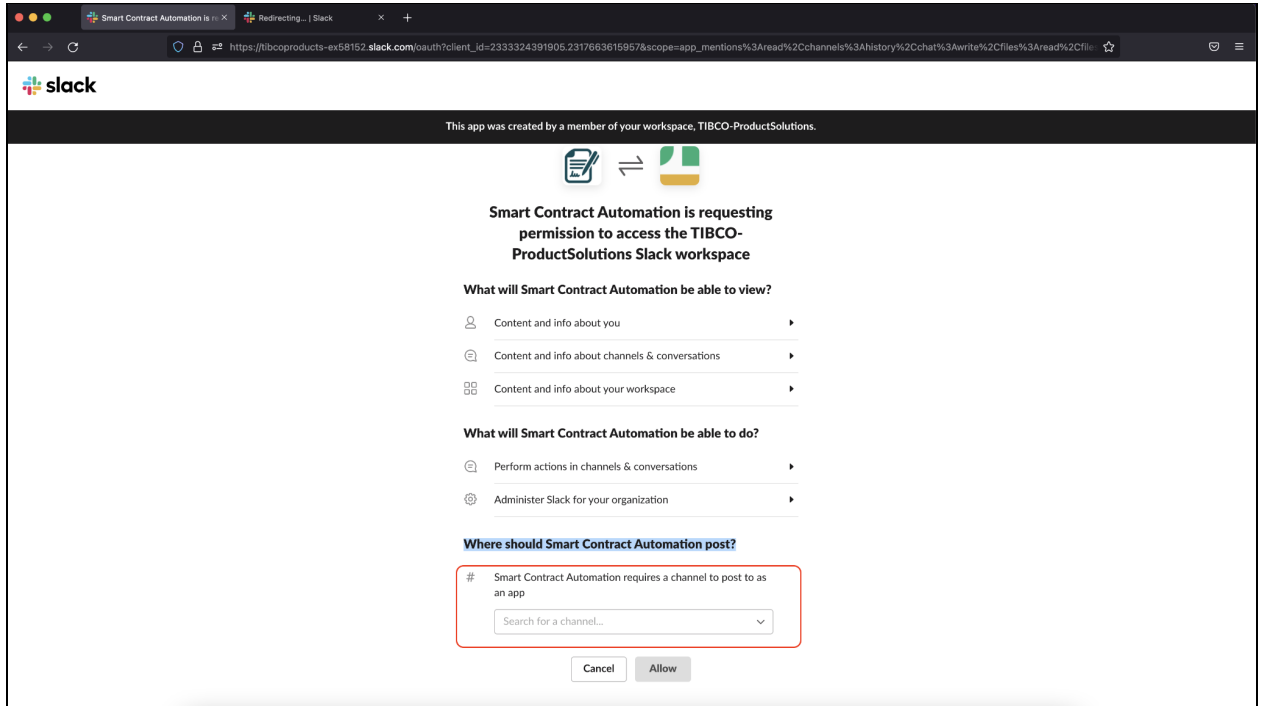 Smart Contract Automation is re
Redirecting... | Slack
https://tibcoproducts-ex58152.slack.com/oauth?client_id=2333324391905.2317663615957&scope=app_mentions%3Aread%2Cchannels%3Ahistory%2Cchat%3Awrite%2Cfiles%3Aread%2Cfile
slack
This app was created by a member of your workspace, TIBCO-ProductSolutions.
Smart Contract Automation is requesting
permission to access the TIBCO-
ProductSolutions Slack workspace
What will Smart Contract Automation be able to view?
Content and info about you
Content and info about channels & conversations
Content and info about your workspace
What will Smart Contract Automation be able to do?
Perform actions in channels & conversations
Administer Slack for your organization
Where should Smart Contract Automation post?
# Smart Contract Automation requires a channel to post to as
an app
Search for a channel...
Cancel Allow